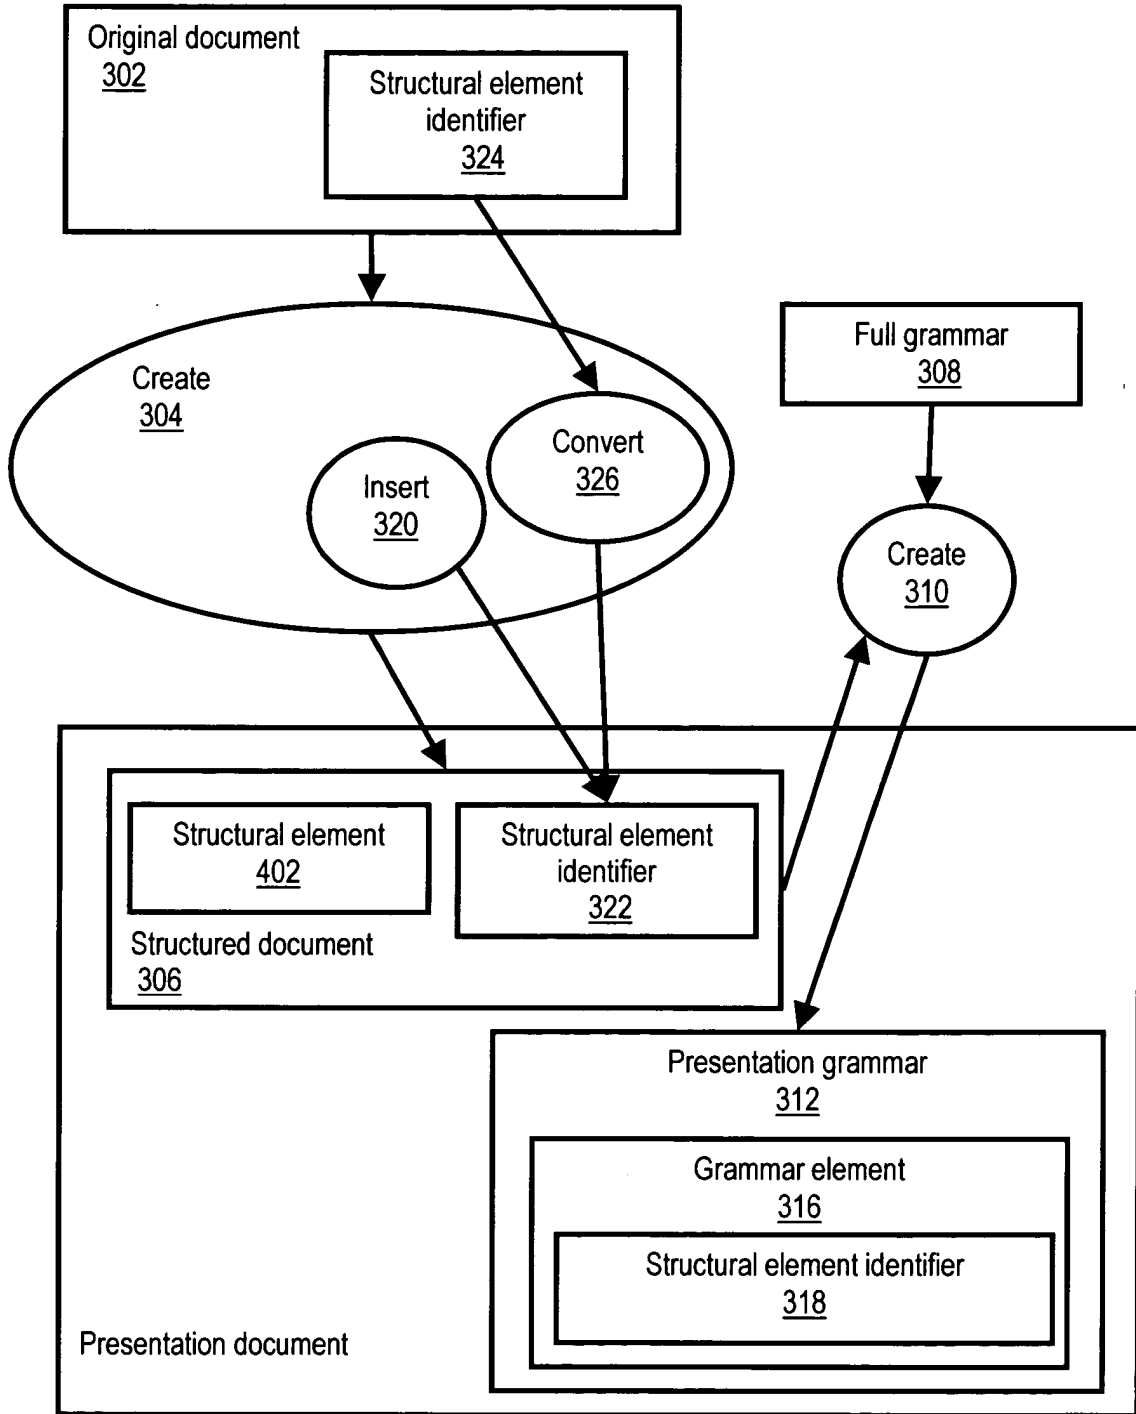 Original document
302
Structural element
identifier
324
Create
304
Insert
320
Convert
326
Full grammar
308
Create
310
Structural element
402
Structural element
identifier
322
Structured document
306
Presentation grammar
312
Grammar element
316
Structural element identifier
318
Presentation document